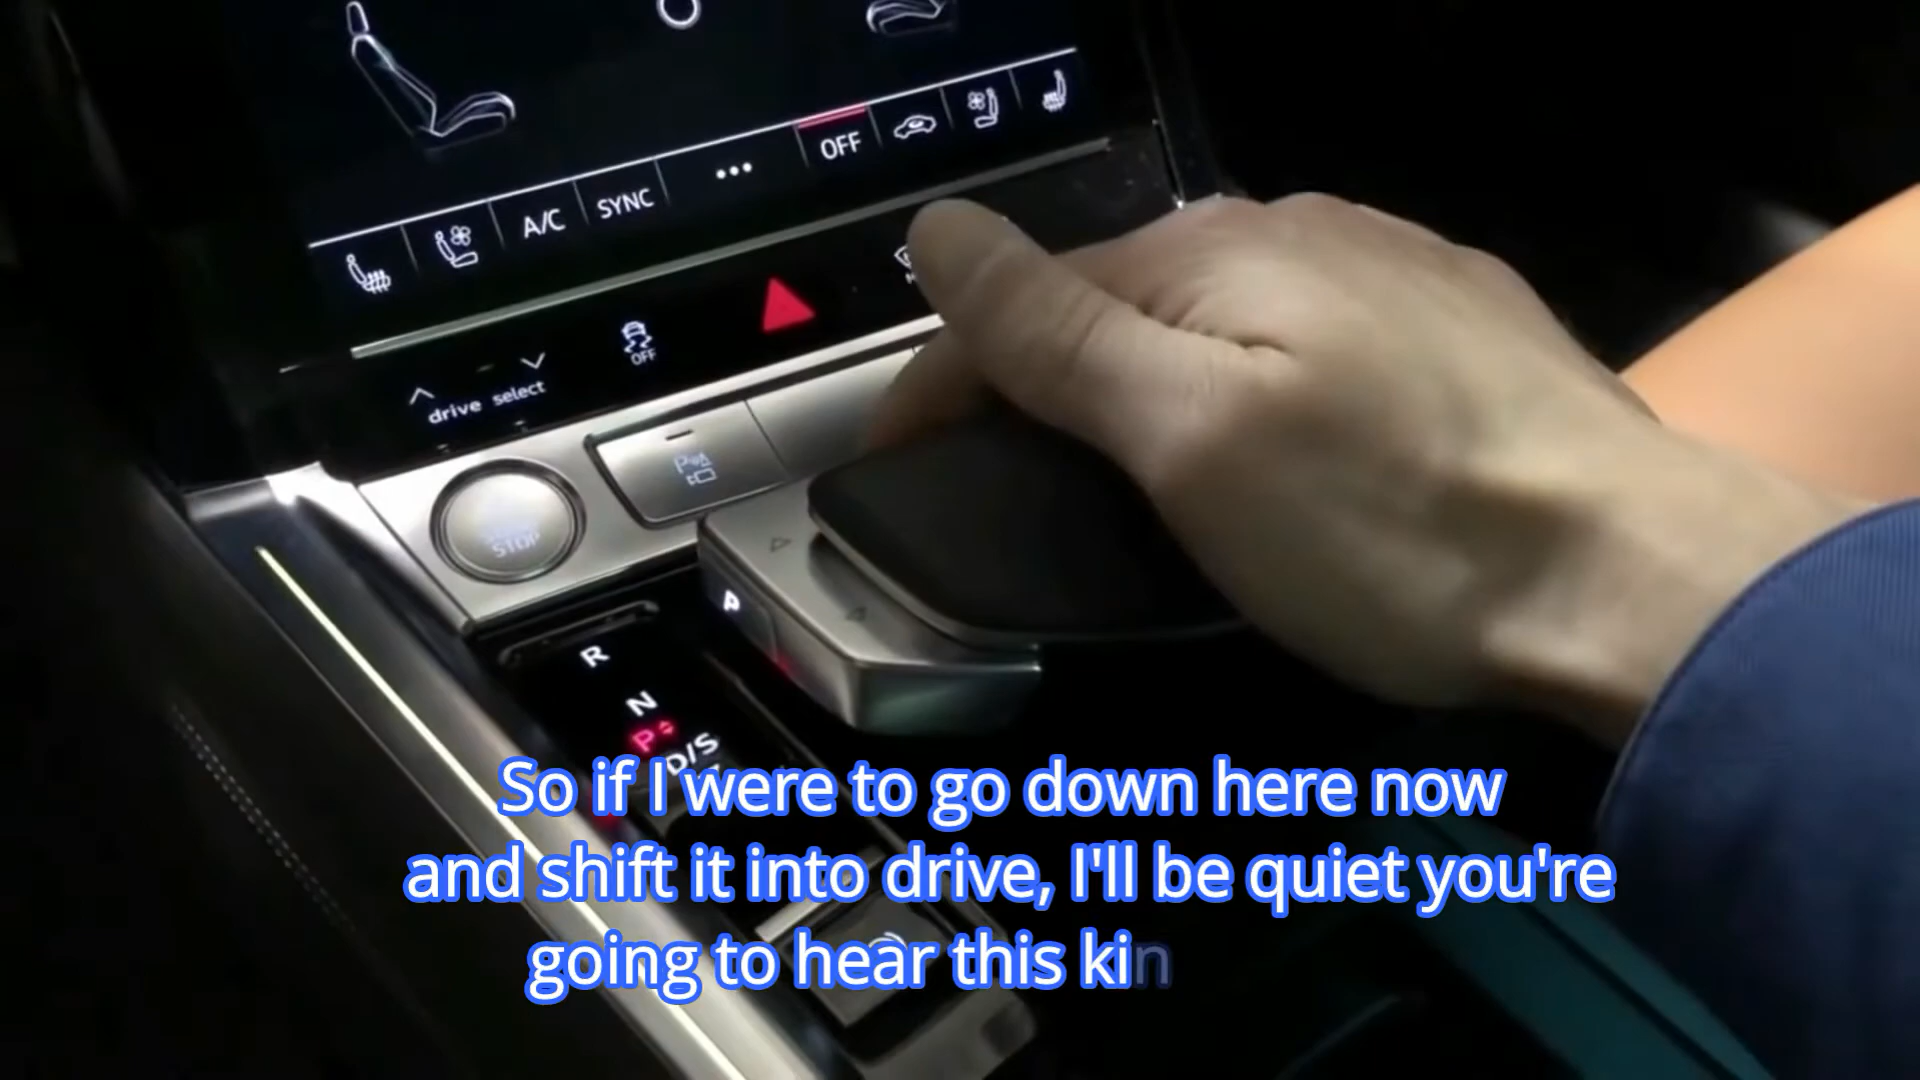 OFF
SYNC
A/C
OFF
drive select
STOP
P
R
N
P
D/S
So if I were to go down here now
and shift it into drive, I'll be quiet you're
going to hear this kin